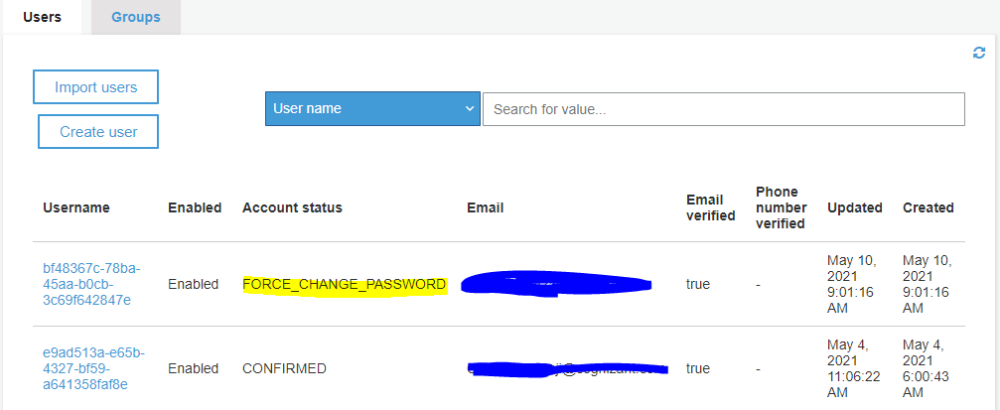 Users Groups
Import users
Create user
User name Search for value...
Username Enabled Account status Email Email verified Phone number verified Updated Created
bf48367c-78ba-45aa-b0cb-3c69f642847e Enabled FORCE_CHANGE_PASSWORD true - May 10, 2021 9:01:16 AM May 10, 2021 9:01:16 AM
e9ad513a-e65b-4327-bf59-a641358faf8e Enabled CONFIRMED true - May 4, 2021 11:06:22 AM May 4, 2021 6:00:43 AM